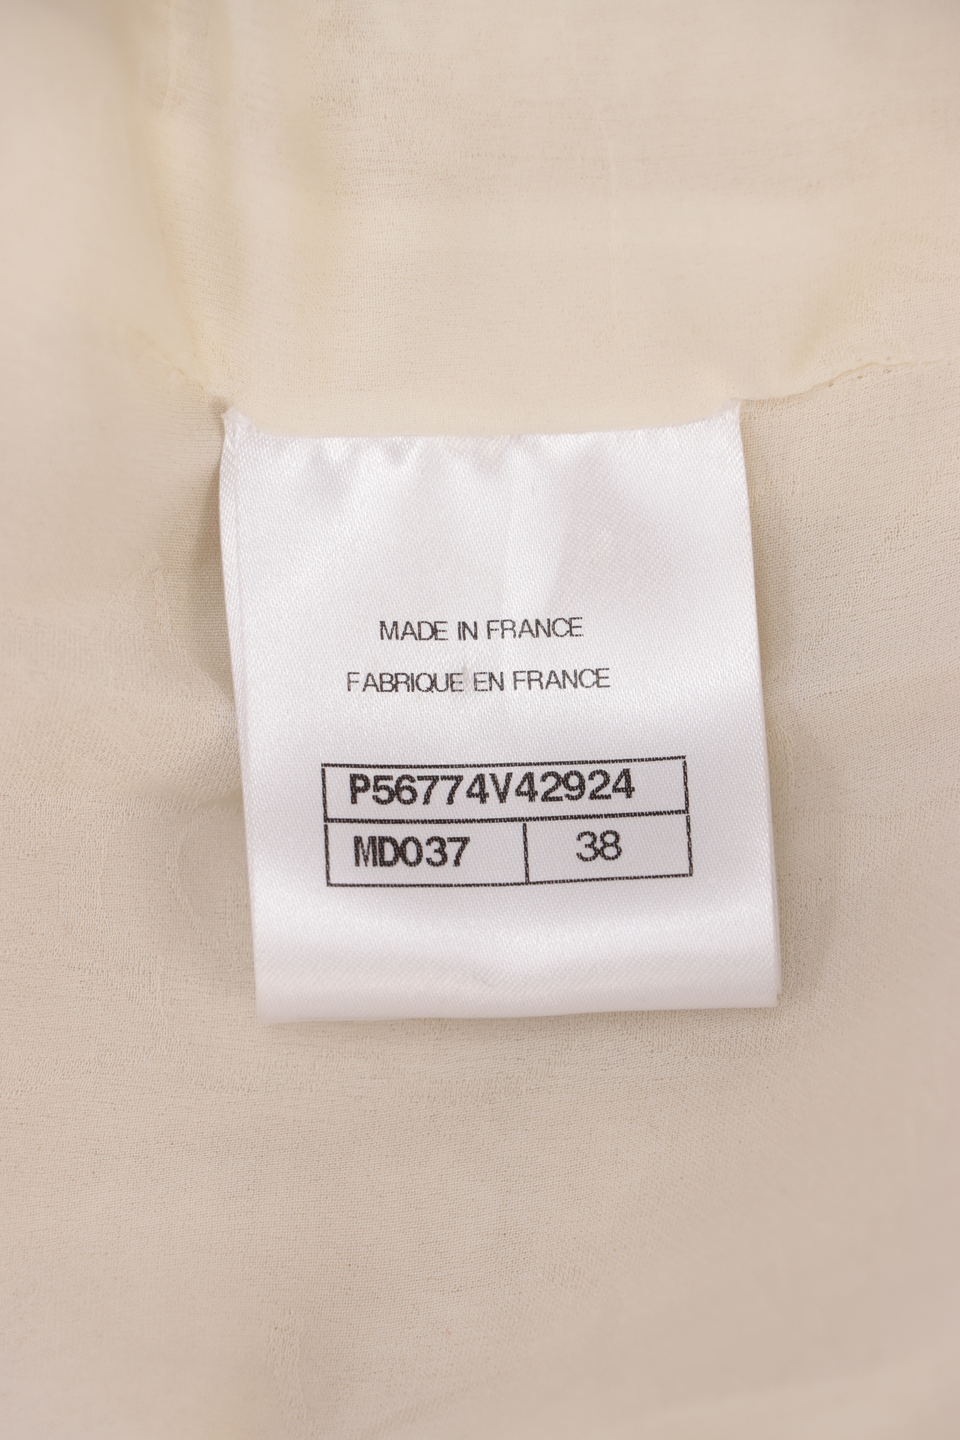 MADE IN FRANCE
FABRIQUE EN FRANCE
P56774V42924
MD037 38